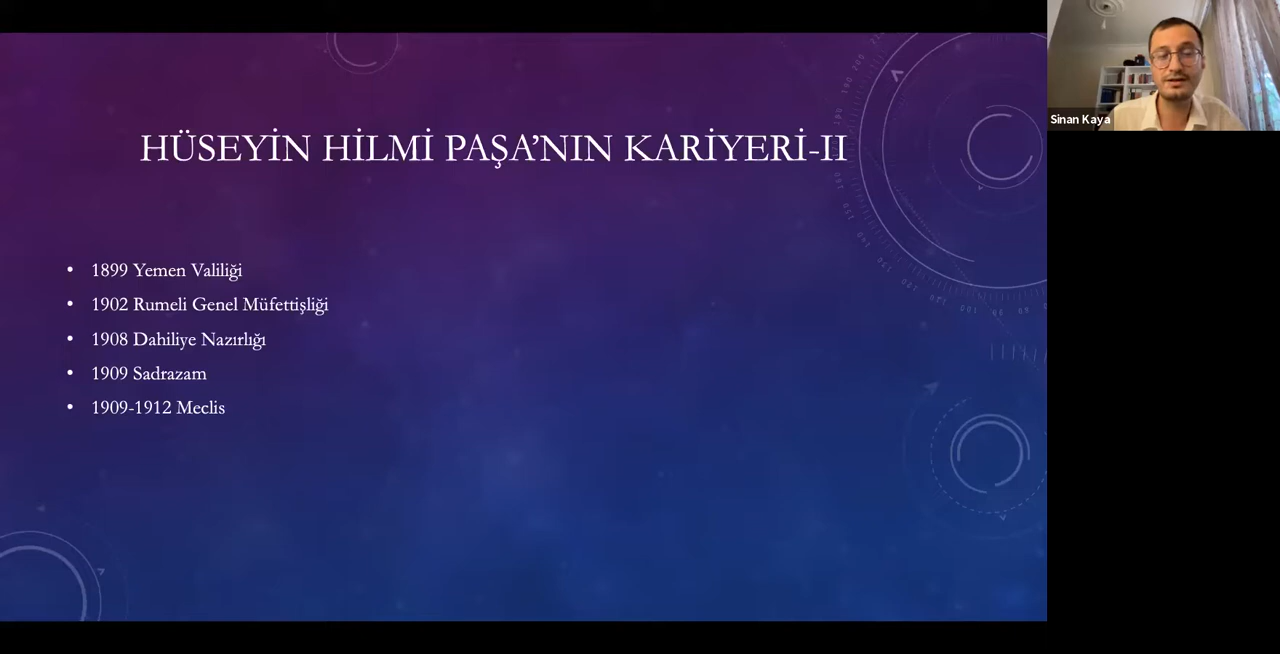 HÜSEYİN HİLMİ PAŞA’NIN KARİYERİ-II
• 1899 Yemen Valiliği
• 1902 Rumeli Genel Müfettişliği
• 1908 Dahiliye Nazırlığı
• 1909 Sadrazam
• 1909-1912 Meclis
Sinan Kaya